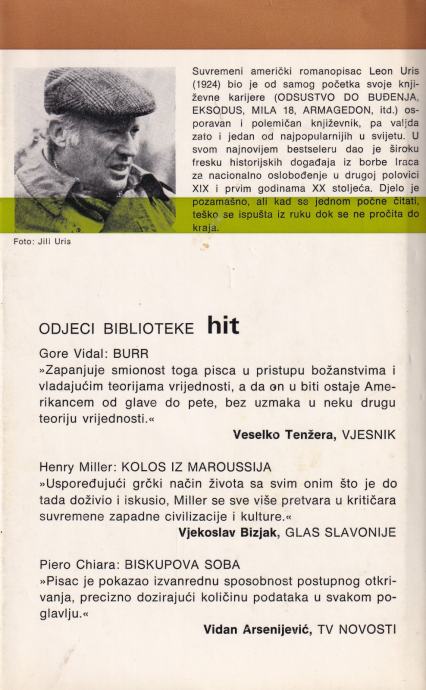 Suvremeni američki romanopisac Leon Uris
(1924) bio je od samog početka svoje knji-
ževne karijere (ODSUSTVO DO BUĐENJA,
EKSODUS, MILA 18, ARMAGEDON, itd.) os-
poravan i polemičan književnik, pa valjda
zato i jedan od najpopularnijih u svijetu. U
svom najnovijem bestseleru dao je široku
fresku historijskih događaja iz borbe Iraca
za nacionalno oslobođenje u drugoj polovici
XIX i prvim godinama XX stoljeća. Djelo je
pozamašno, ali kad se jednom počne čitati,
teško se ispušta iz ruku dok se ne pročita do
kraja.
Foto: Jill Uris
ODJECI BIBLIOTEKE hit
Gore Vidal: BURR
»Zapanjuje smionost toga pisca u pristupu božanstvima i
vladajućim teorijama vrijednosti, a da on u biti ostaje Ame-
rikancem od glave do pete, bez uzmaka u neku drugu
teoriju vrijednosti.«
Veselko Tenžera, VJESNIK
Henry Miller: KOLOS IZ MAROUSSIJA
»Uspoređujući grčki način života sa svim onim što je do
tada doživio i iskusio, Miller se sve više pretvara u kritičara
suvremene zapadne civilizacije i kulture.«
Vjekoslav Bizjak, GLAS SLAVONIJE
Piero Chiara: BISKUPOVA SOBA
»Pisac je pokazao izvanrednu sposobnost postupnog otkri-
vanja, precizno dozirajući količinu podataka u svakom po-
glavlju.«
Vidan Arsenijević, TV NOVOSTI